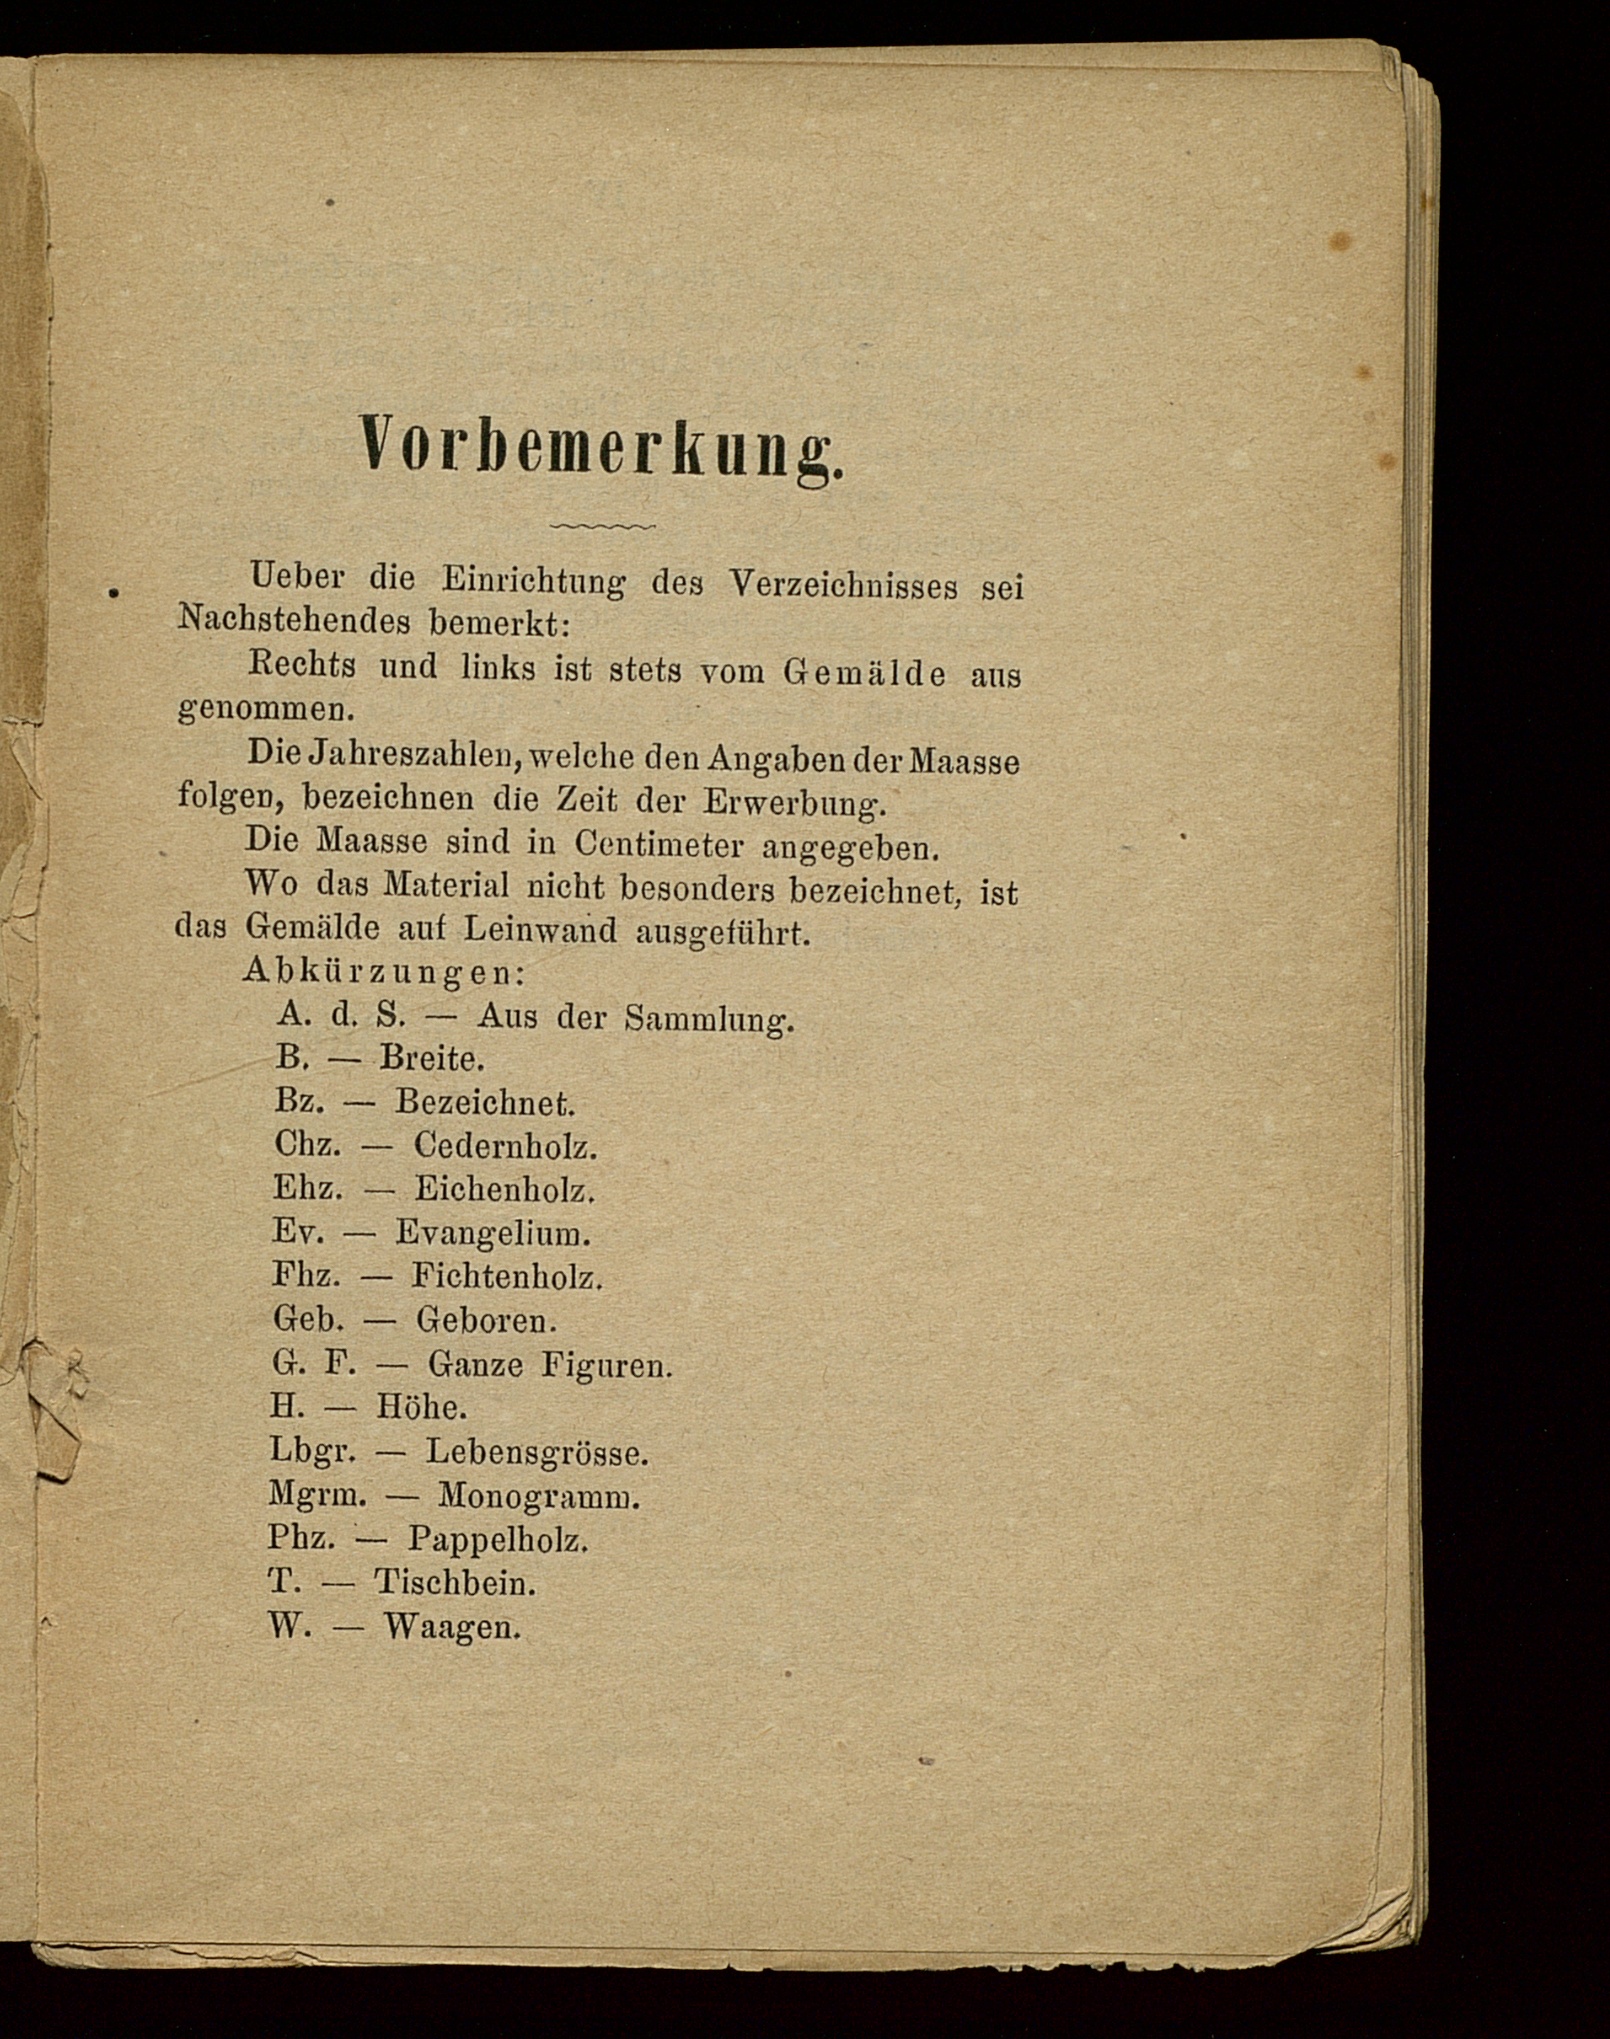 Vorbemerkung.
Ueber die Einrichtung des Verzeichnisses sei
Nachstehendes bemerkt:
Rechts und links ist stets vom Gemälde aus
genommen.
Die Jahreszahlen, welche den Angaben der Maasse
folgen, bezeichnen die Zeit der Erwerbung.
Die Maasse sind in Centimeter angegeben.
Wo das Material nicht besonders bezeichnet, ist
das Gemälde auf Leinwand ausgeführt.
Abkürzungen:
A. d. S. — Aus der Sammlung.
B. — Breite.
Bz. — Bezeichnet.
Chz. — Cedernholz.
Ehz. — Eichenholz.
Ev. — Evangelium.
Fhz. — Fichtenholz.
Geb. — Geboren.
G. F. — Ganze Figuren.
H. — Höhe.
Lbgr. — Lebensgrösse.
Mgrm. — Monogramm.
Phz. — Pappelholz.
T. — Tischbein.
W. — Waagen.